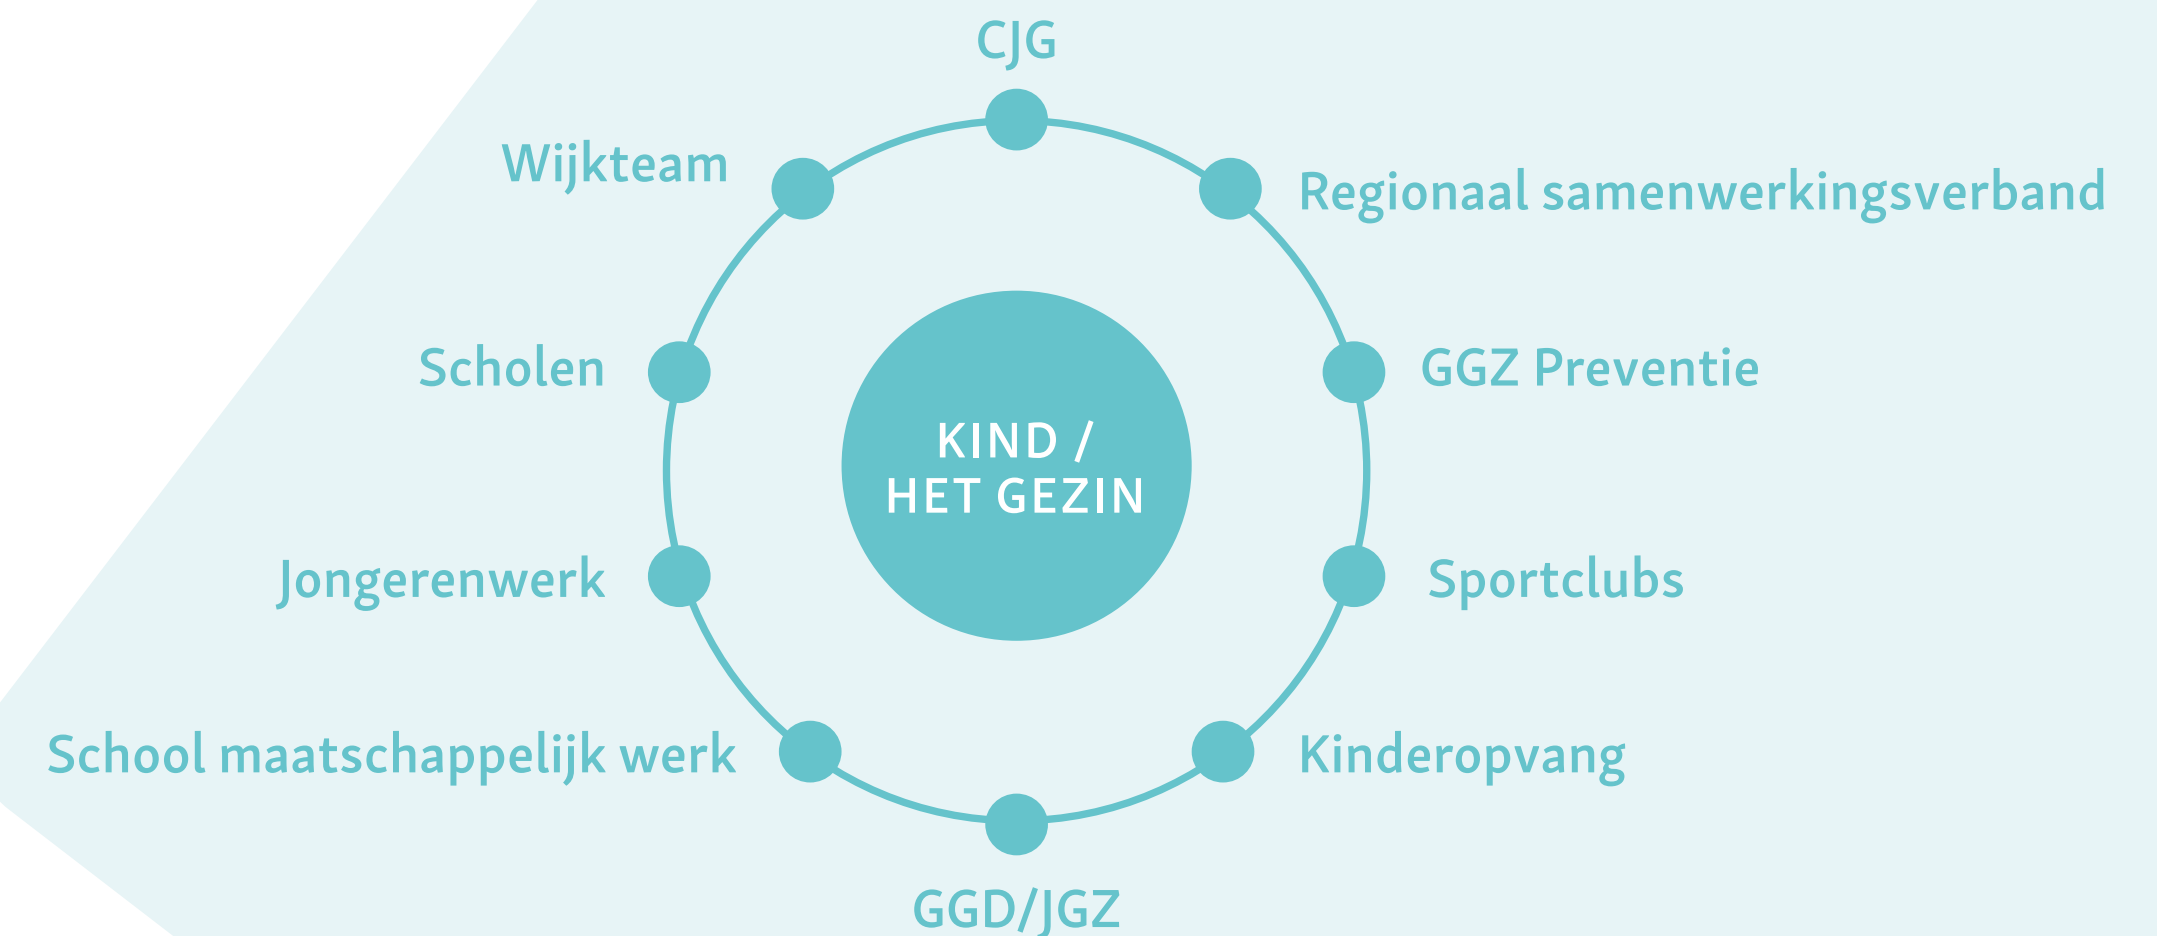 CJG
Wijkteam
Regionaal samenwerkingsverband
Scholen
GGZ Preventie
KIND /
HET GEZIN
Jongerenwerk
Sportclubs
School maatschappelijk werk
Kinderopvang
GGD/JGZ